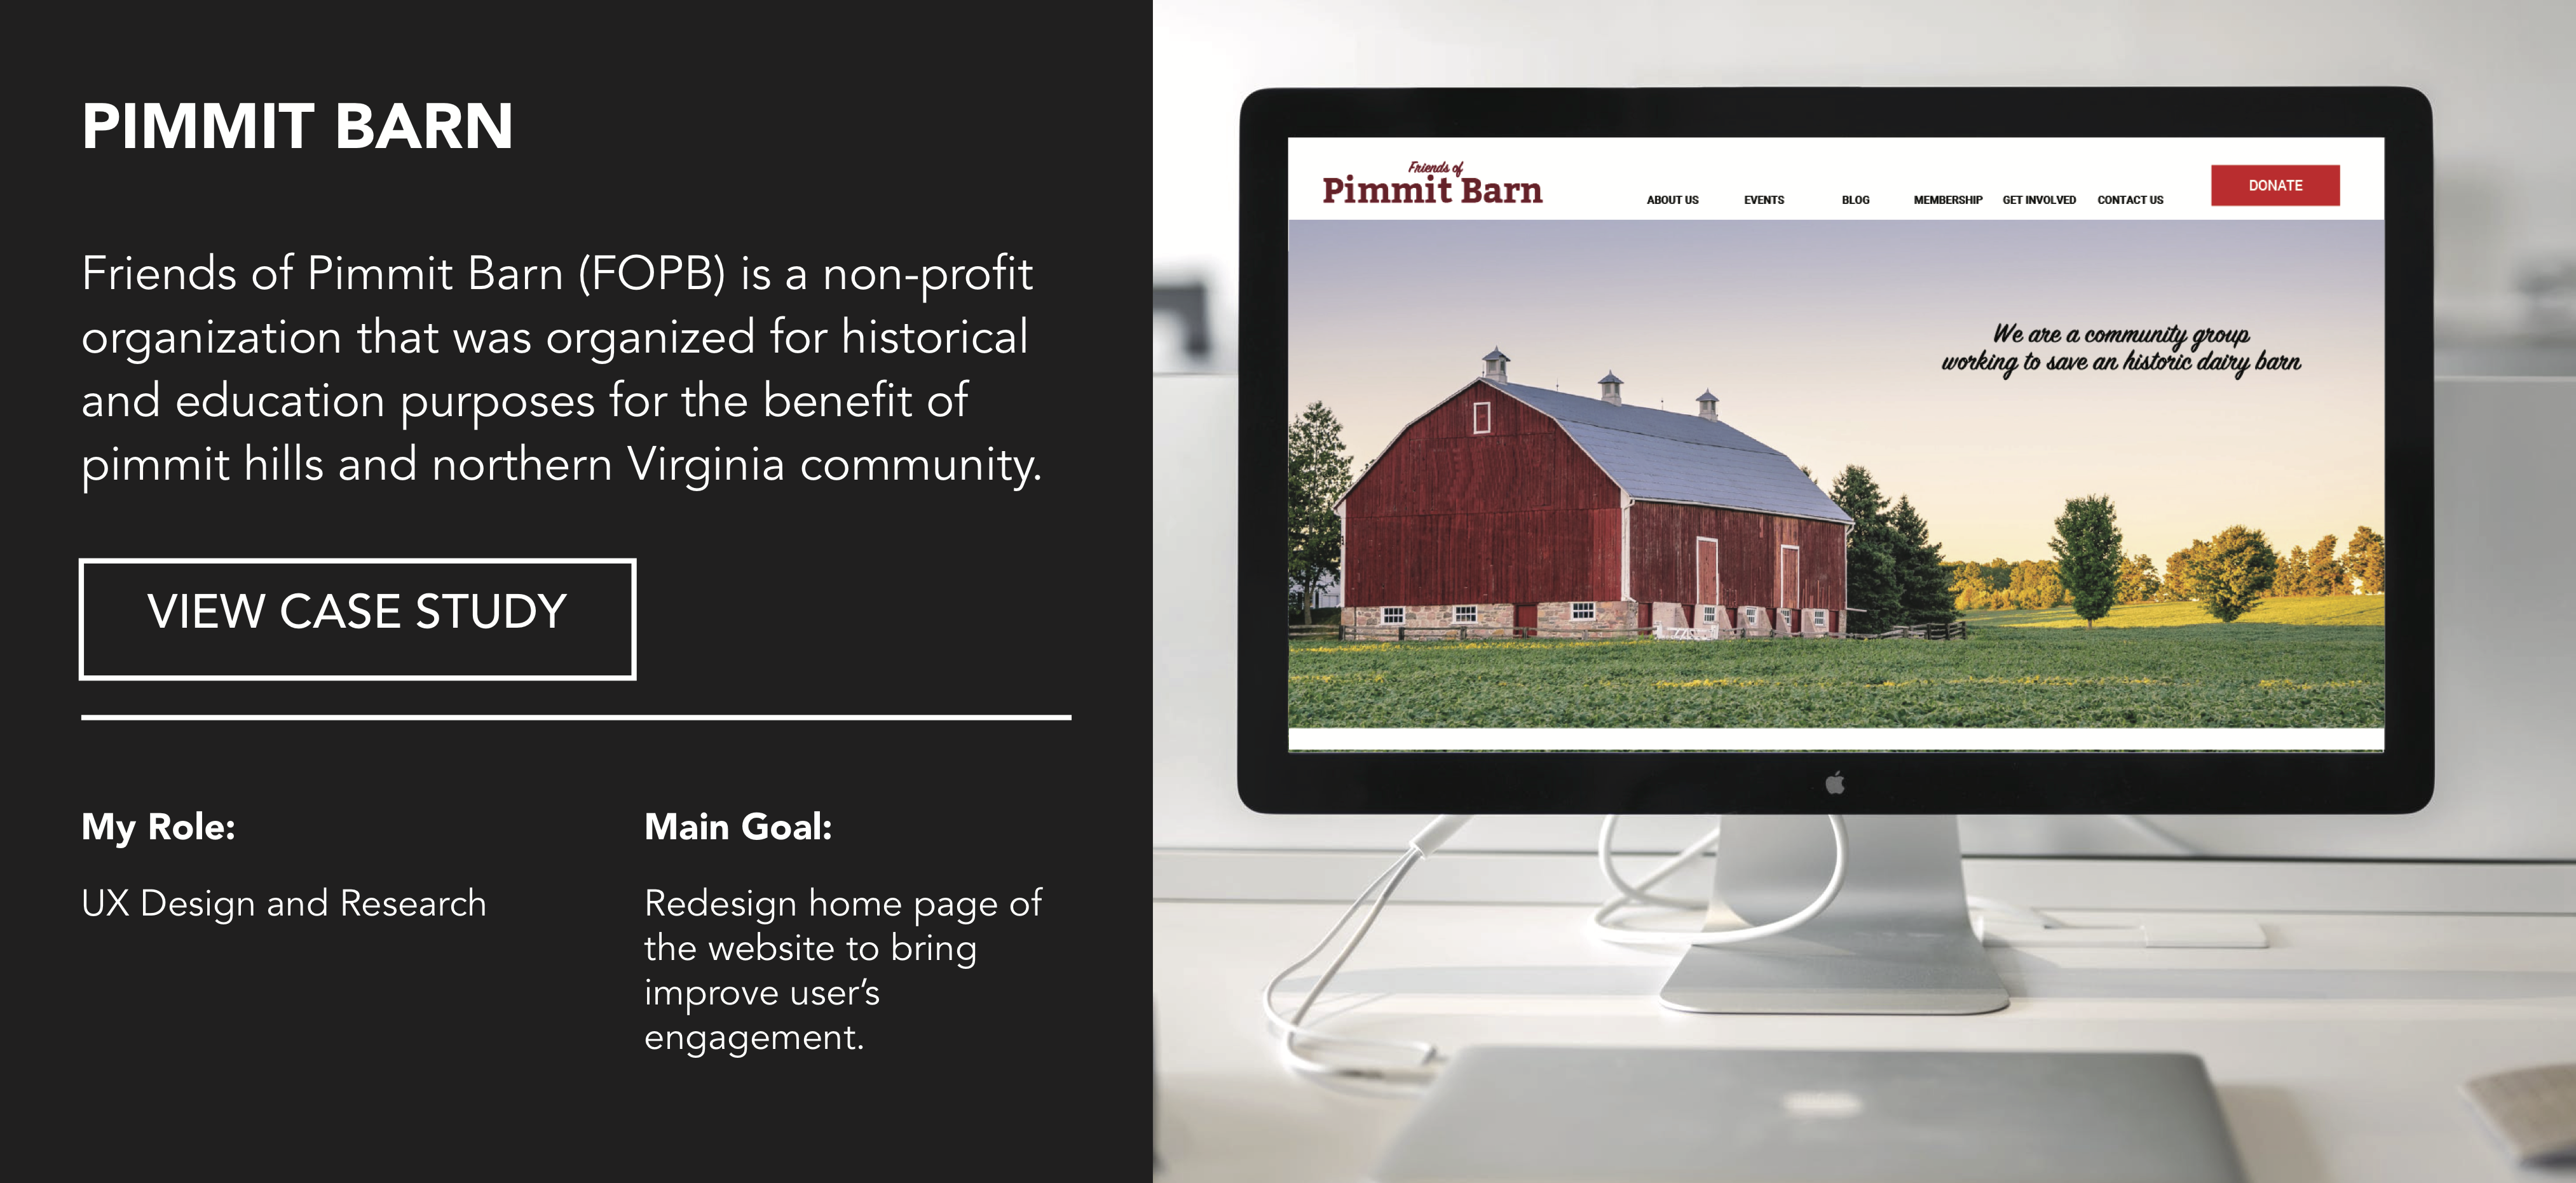 PIMMIT BARN
Friends of Pimmit Barn (FOPB) is a non-profit
organization that was organized for historical
and education purposes for the benefit of
pimmit hills and northern Virginia community.
VIEW CASE STUDY
My Role:
UX Design and Research
Main Goal:
Redesign home page of
the website to bring
improve user’s
engagement.
Friends of
Pimmit Barn
ABOUT US EVENTS BLOG MEMBERSHIP GET INVOLVED CONTACT US DONATE
We are a community group
working to save an historic dairy barn